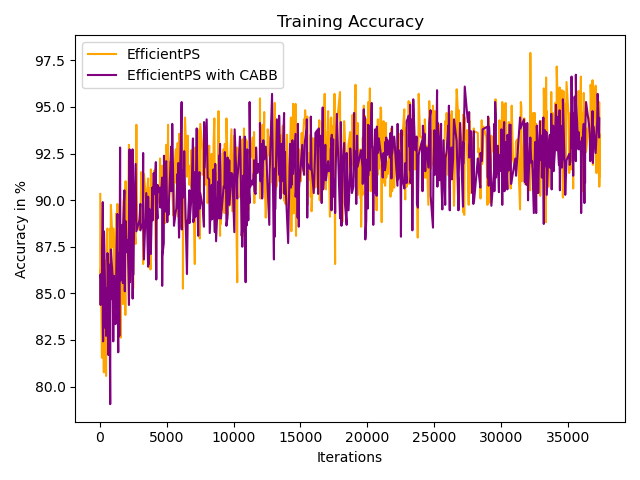 Training Accuracy
EfficientPS
EfficientPS with CABB
Accuracy in %
97.5
95.0
92.5
90.0
87.5
85.0
82.5
80.0
0 5000 10000 15000 20000 25000 30000 35000
Iterations